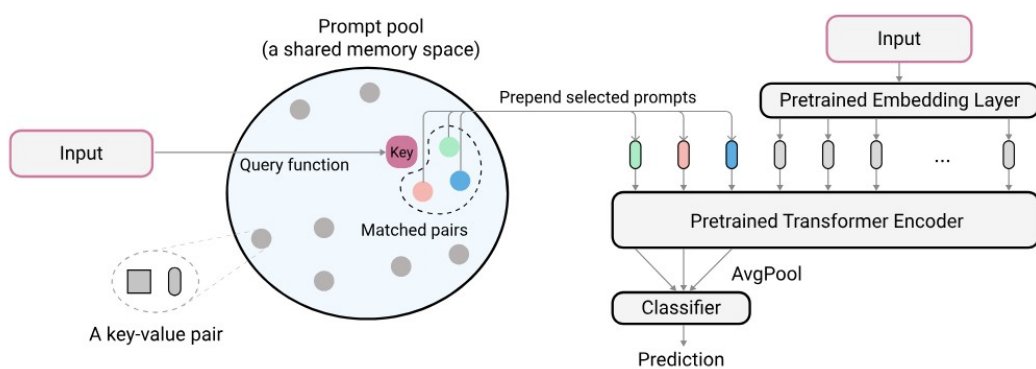 Prompt pool
(a shared memory space)
Input
Query function
Key
Matched pairs
A key-value pair
Prepend selected prompts
Input
Pretrained Embedding Layer
...
Pretrained Transformer Encoder
AvgPool
Classifier
Prediction